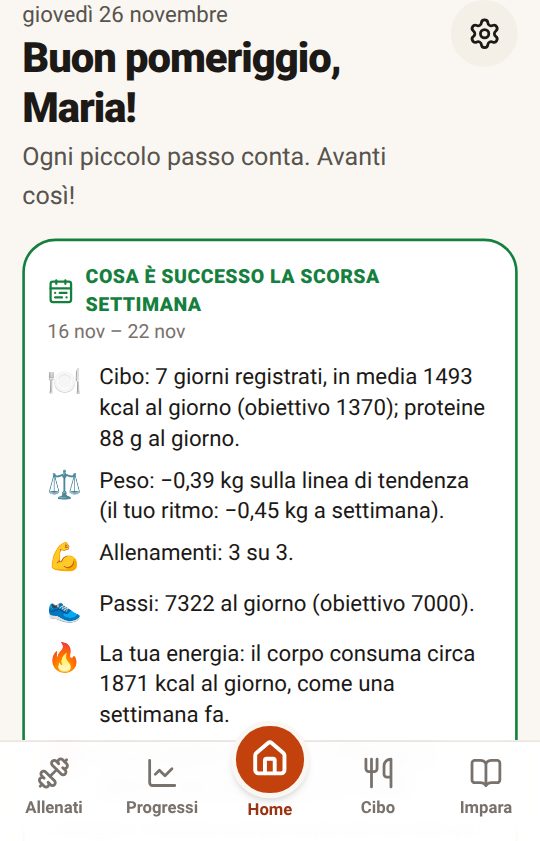 giovedì 26 novembre
Buon pomeriggio,
Maria!
Ogni piccolo passo conta. Avanti
così!
COSA È SUCCESSO LA SCORSA
SETTIMANA
16 nov – 22 nov
Cibo: 7 giorni registrati, in media 1493
kcal al giorno (obiettivo 1370); proteine
88 g al giorno.
Peso: −0,39 kg sulla linea di tendenza
(il tuo ritmo: −0,45 kg a settimana).
Allenamenti: 3 su 3.
Passi: 7322 al giorno (obiettivo 7000).
La tua energia: il corpo consuma circa
1871 kcal al giorno, come una
settimana fa.
Allenati
Progressi
Home
Cibo
Impara